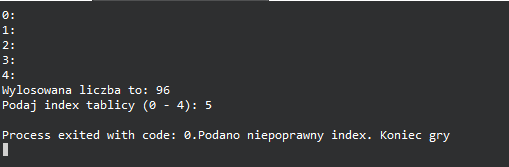 0:
1:
2:
3:
4:
Wylosowana liczba to: 96
Podaj index tablicy (0 - 4): 5
Process exited with code: 0.Podano niepoprawny index. Koniec gry